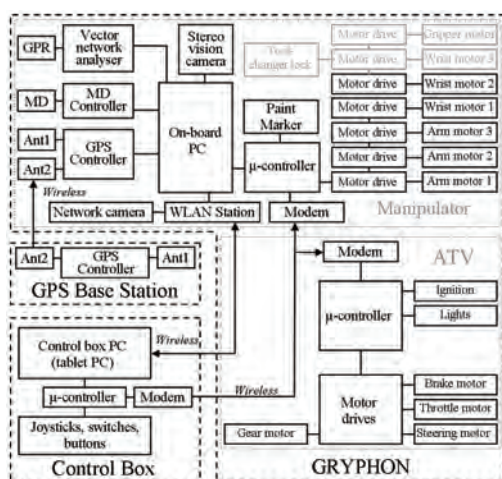 GPR
Vector
network
analyser
Stereo
vision
camera
Motor drive
Gripper motor
Tool
changer lock
Motor drive
Wrist motor 3
MD
MD
Controller
On-board
PC
Paint
Marker
Motor drive
Wrist motor 2
Motor drive
Wrist motor 1
Ant1
Ant2
GPS
Controller
µ-controller
Motor drive
Arm motor 3
Motor drive
Arm motor 2
Motor drive
Arm motor 1
Wireless
Network camera
WLAN Station
Modem
Manipulator
Ant2
GPS
Controller
Ant1
GPS Base Station
Modem
ATV
µ-controller
Ignition
Lights
Wireless
Control box PC
(tablet PC)
µ-controller
Modem
Wireless
Joysticks, switches,
buttons
Control Box
Motor
drives
Brake motor
Throttle motor
Steering motor
Gear motor
GRYPHON